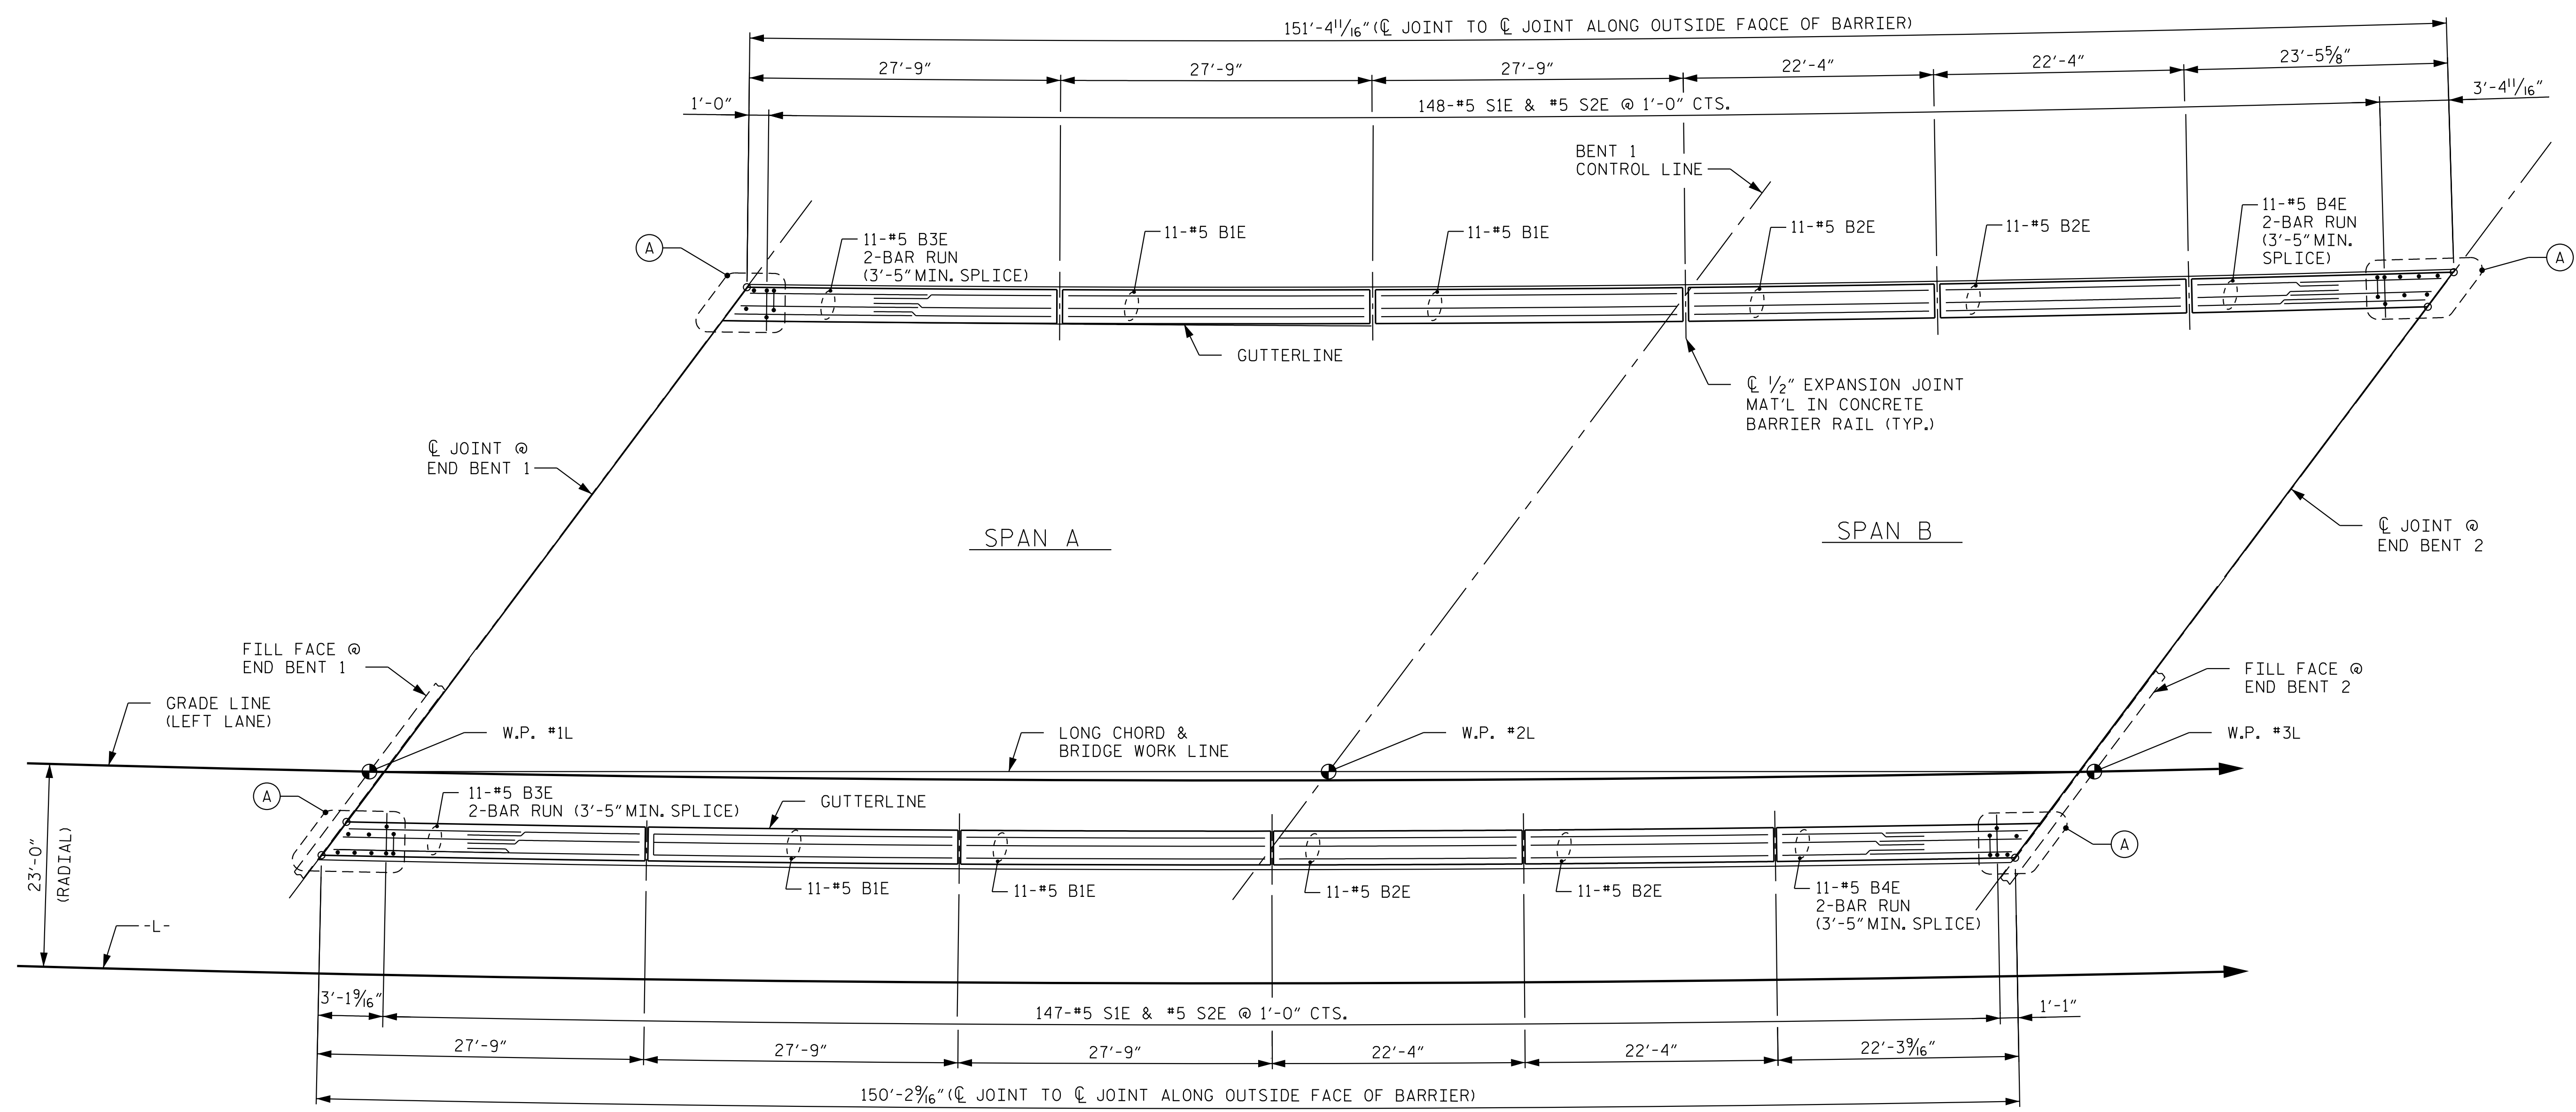 151'-4 11/16" (℄ JOINT TO ℄ JOINT ALONG OUTSIDE FAQCE OF BARRIER)
27'-9"
27'-9"
27'-9"
22'-4"
22'-4"
23'-5 5/8"
1'-0"
148-#5 S1E & #5 S2E @ 1'-0" CTS.
3'-4 11/16"
BENT 1
CONTROL LINE
A
11-#5 B3E
2-BAR RUN
(3'-5" MIN. SPLICE)
11-#5 B1E
11-#5 B1E
11-#5 B2E
11-#5 B2E
11-#5 B4E
2-BAR RUN
(3'-5" MIN.
SPLICE)
A
GUTTERLINE
℄ 1/2" EXPANSION JOINT
MAT'L IN CONCRETE
BARRIER RAIL (TYP.)
℄ JOINT @
END BENT 1
SPAN A
SPAN B
℄ JOINT @
END BENT 2
FILL FACE @
END BENT 1
FILL FACE @
END BENT 2
GRADE LINE
(LEFT LANE)
W.P. #1L
LONG CHORD &
BRIDGE WORK LINE
W.P. #2L
W.P. #3L
A
11-#5 B3E
2-BAR RUN (3'-5" MIN. SPLICE)
GUTTERLINE
23'-0"
(RADIAL)
11-#5 B1E
11-#5 B1E
11-#5 B2E
11-#5 B2E
11-#5 B4E
2-BAR RUN
(3'-5" MIN. SPLICE)
A
-L-
3'-1 9/16"
147-#5 S1E & #5 S2E @ 1'-0" CTS.
1'-1"
27'-9"
27'-9"
27'-9"
22'-4"
22'-4"
22'-3 9/16"
150'-2 9/16" (℄ JOINT TO ℄ JOINT ALONG OUTSIDE FACE OF BARRIER)